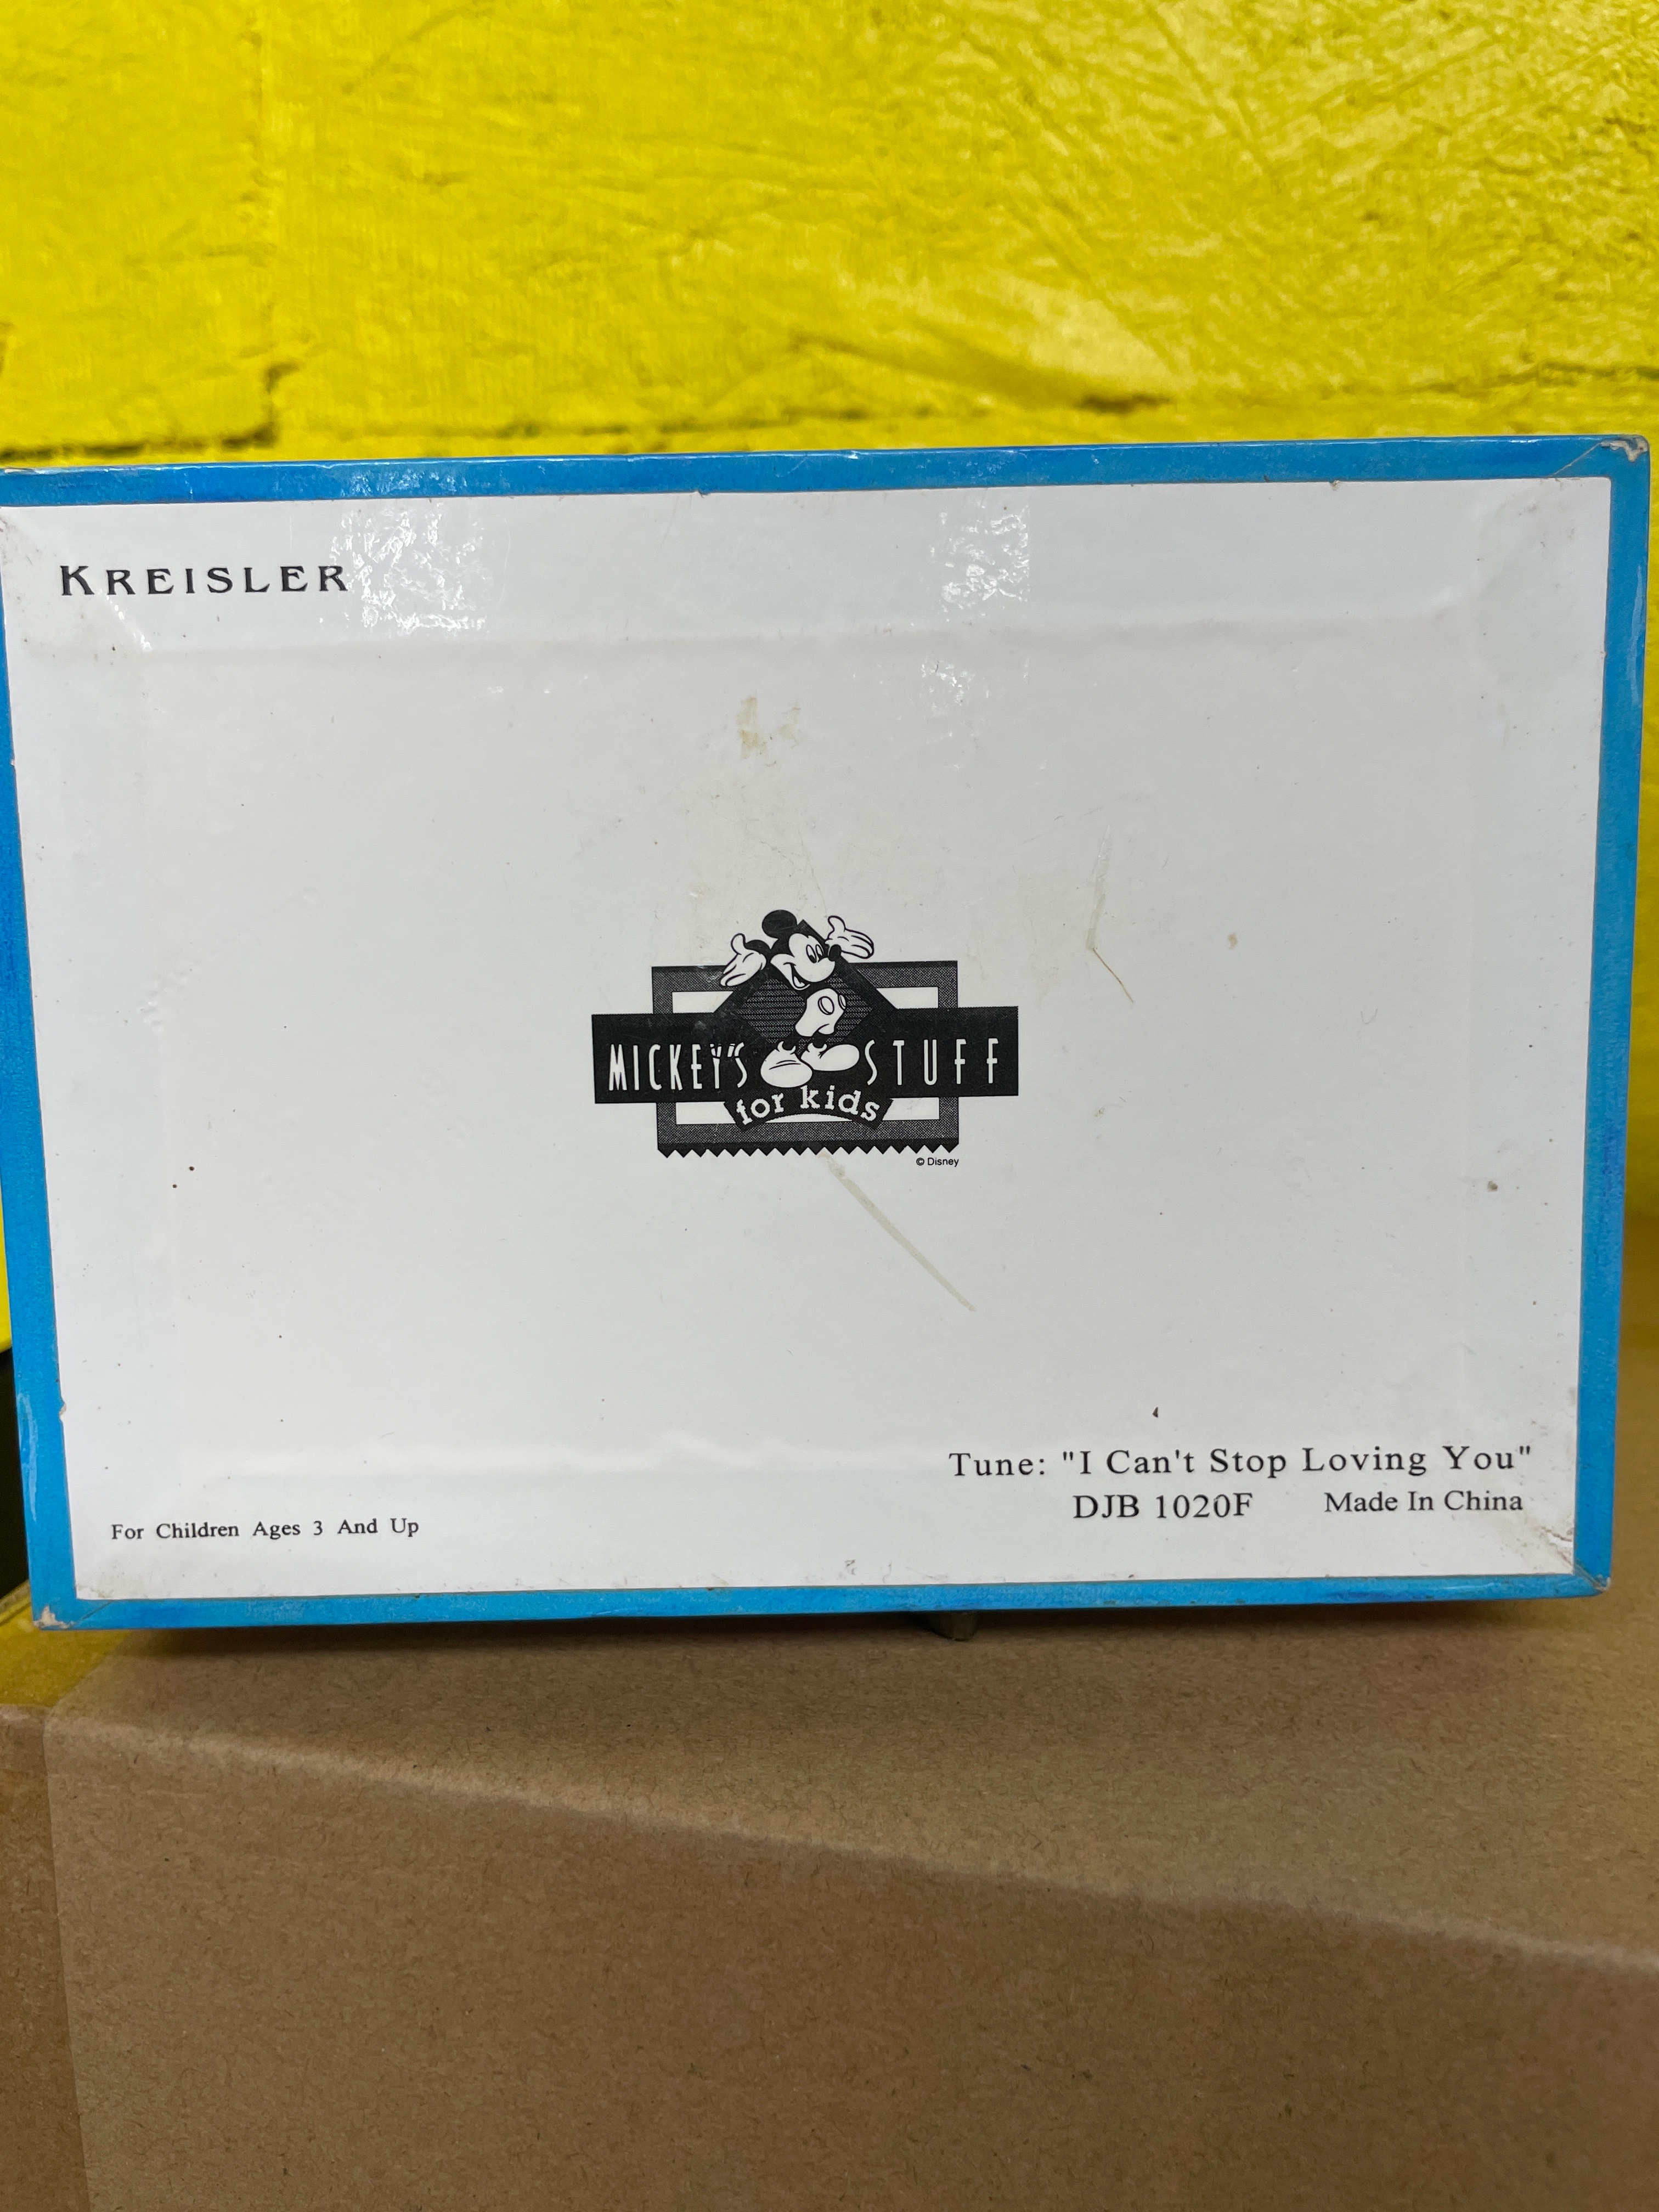 KREISLER
MICKEY'S STUFF
for kids
© Disney
Tune: "I Can't Stop Loving You"
DJB 1020F Made In China
For Children Ages 3 And Up